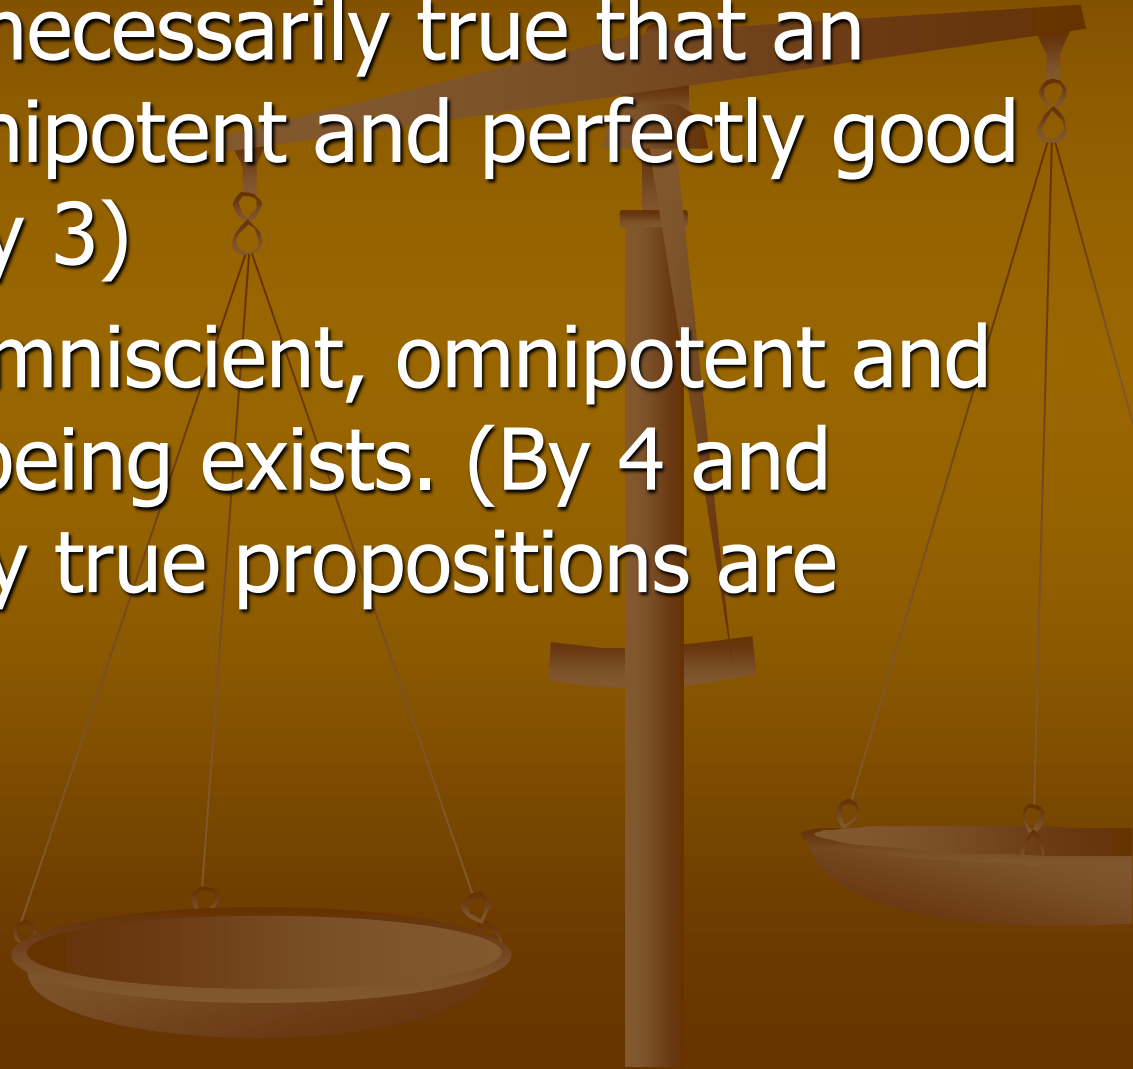 necessarily true that an
nipotent and perfectly good
y 3)
mniscient, omnipotent and
being exists. (By 4 and
y true propositions are